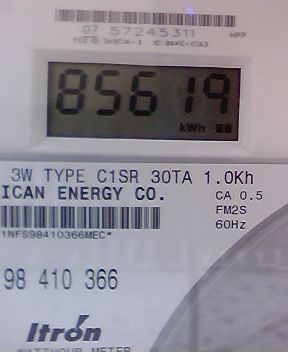 07 57245311
HPP
85619
kWh
3W TYPE C1SR 30TA 1.0Kh
ICAN ENERGY CO.
CA 0.5
FM2S
60Hz
1NFS98410366MEC*
98 410 366
Itron
WATTHOUR METER